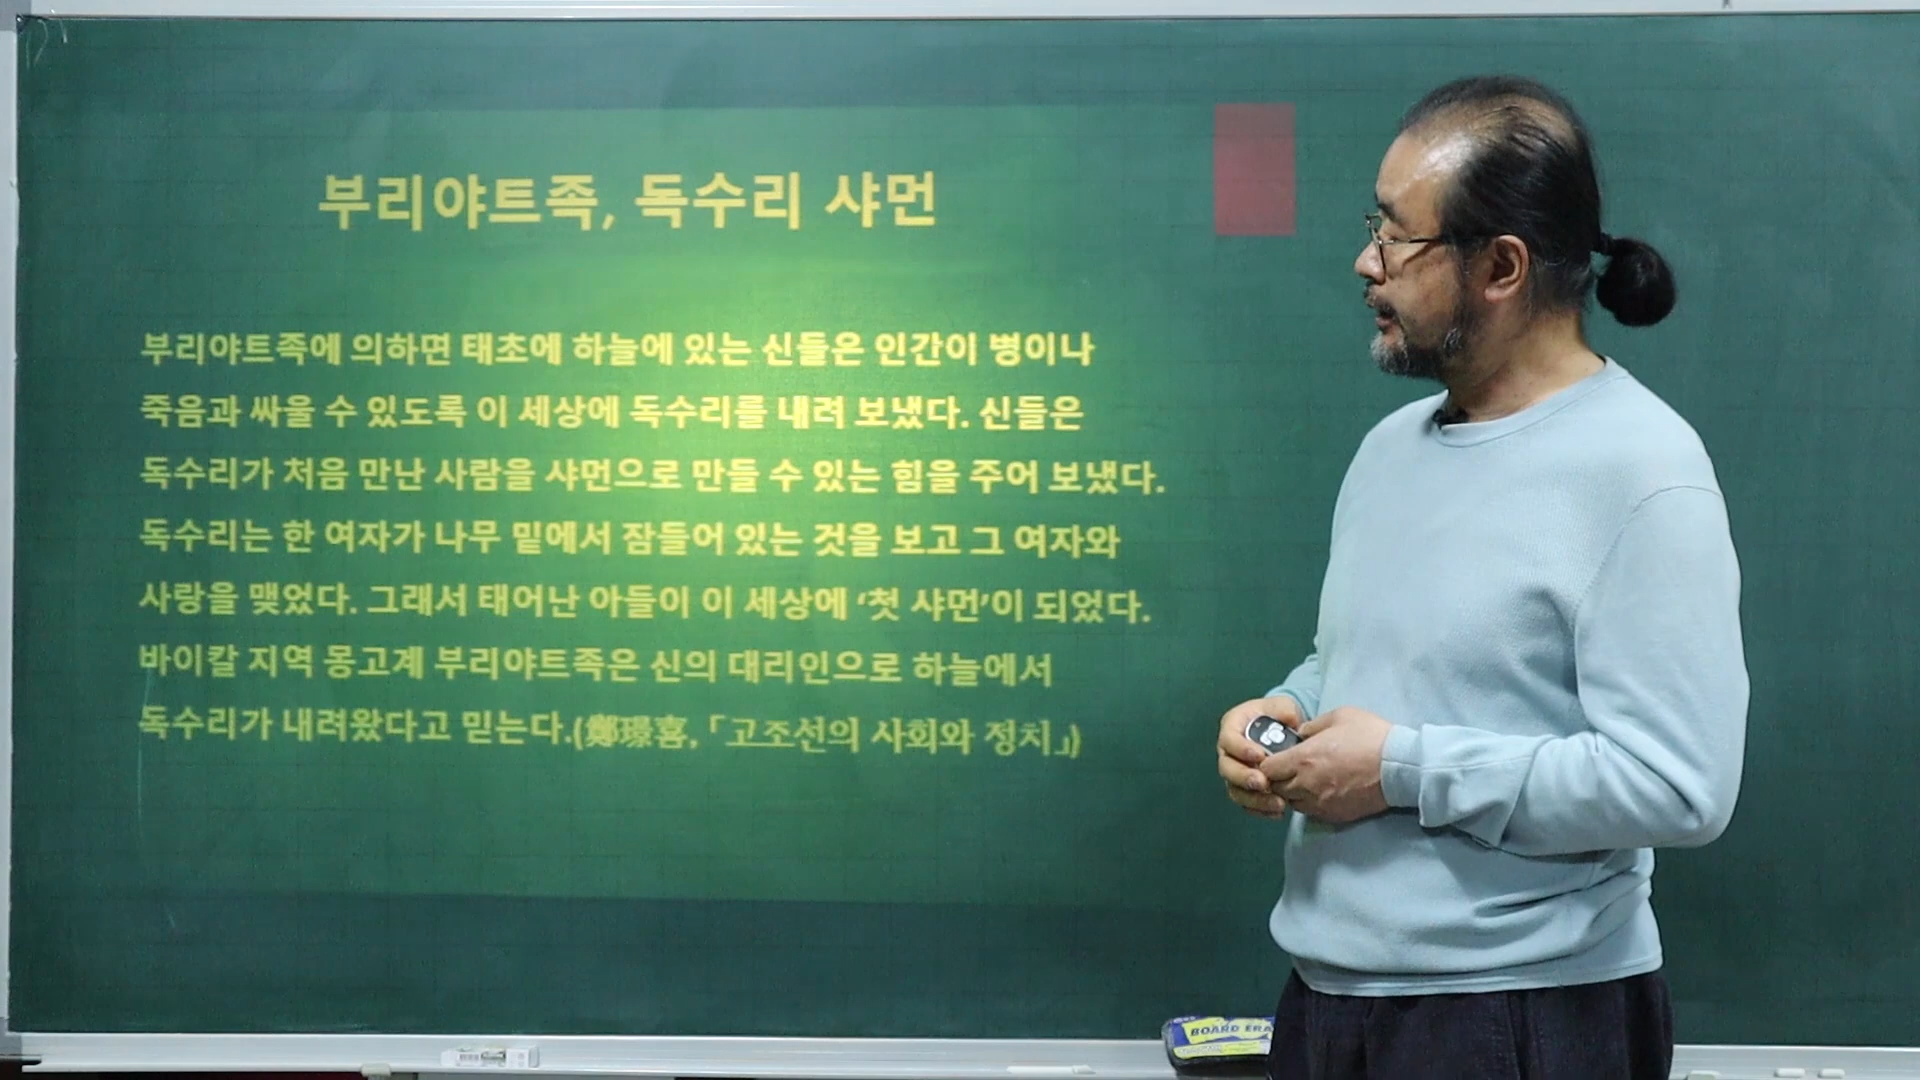 부리야트족, 독수리 샤먼
부리야트족에 의하면 태초에 하늘에 있는 신들은 인간이 병이나
죽음과 싸울 수 있도록 이 세상에 독수리를 내려 보냈다. 신들은
독수리가 처음 만난 사람을 샤먼으로 만들 수 있는 힘을 주어 보냈다.
독수리는 한 여자가 나무 밑에서 잠들어 있는 것을 보고 그 여자와
사랑을 맺었다. 그래서 태어난 아들이 이 세상에 ‘첫 샤먼’이 되었다.
바이칼 지역 몽고계 부리야트족은 신의 대리인으로 하늘에서
독수리가 내려왔다고 믿는다.(鄭璟喜, 「고조선의 사회와 정치」)
BOARD ERA